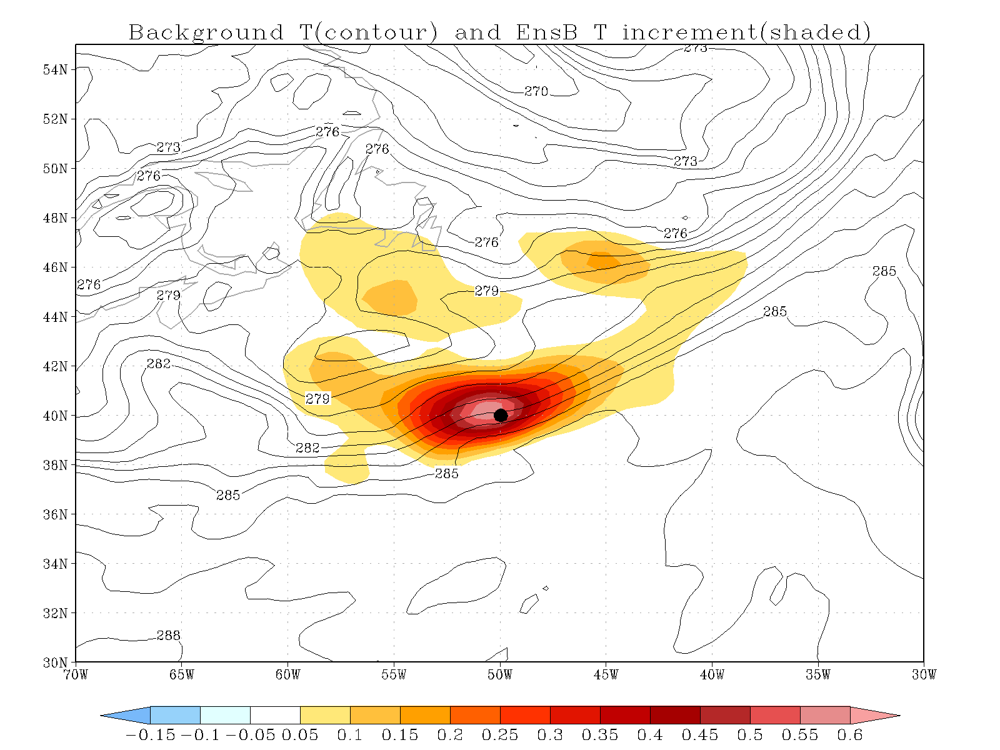 Background T(contour) and EnsB T increment(shaded)
273
54N
270
52N
276
273 276
273
50N
276
48N
276 276
46N
285
276 279
279
285
44N
42N
282
279
40N
282
38N
285
285
36N
34N
32N
288
30N
70W 65W 60W 55W 50W 45W 40W 35W 30W
−0.15 −0.1 −0.05 0.05 0.1 0.15 0.2 0.25 0.3 0.35 0.4 0.45 0.5 0.55 0.6